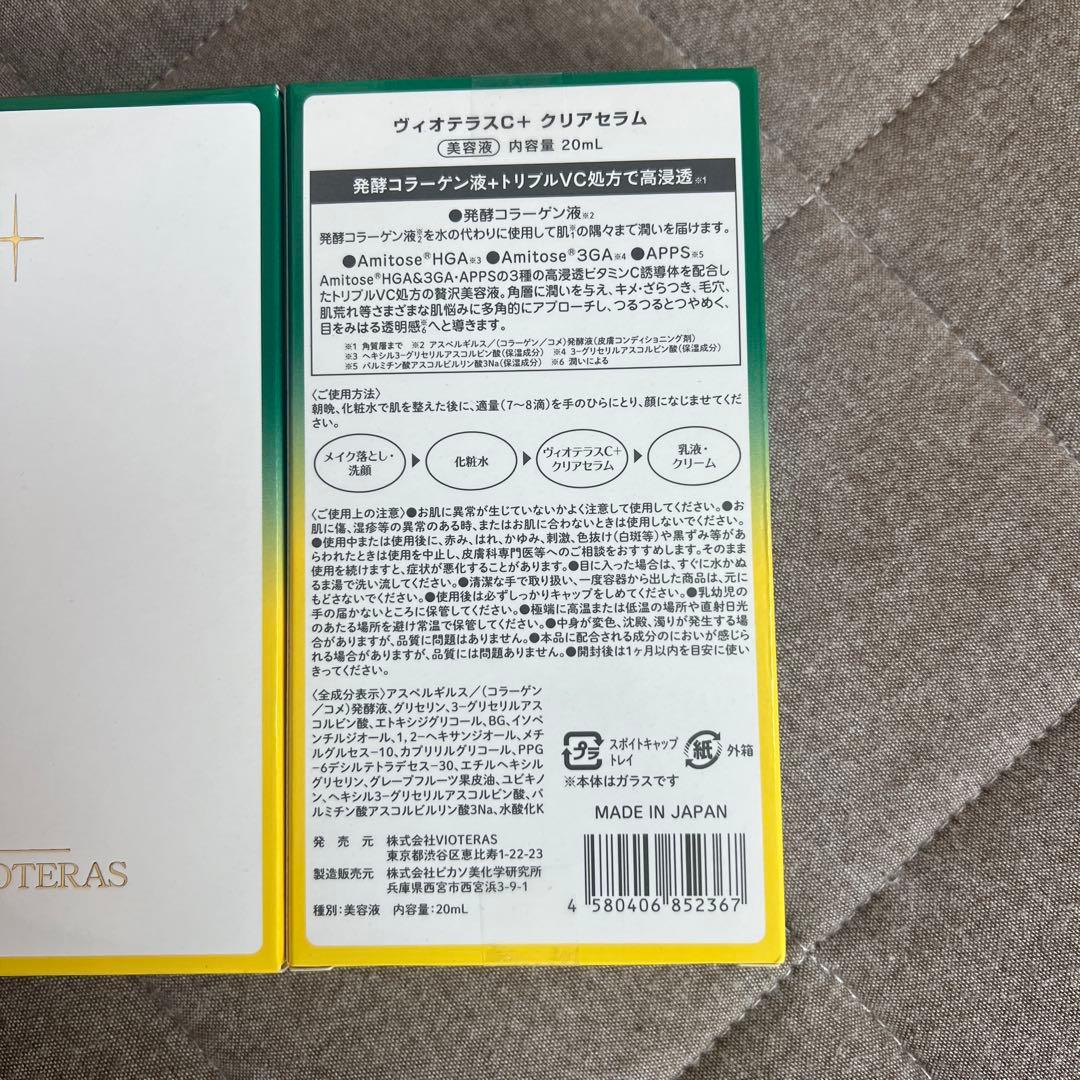 ヴィオテラスC+ クリアセラム
美容液 内容量 20mL
発酵コラーゲン液+トリプルVC処方で高浸透※1
●発酵コラーゲン液※2
発酵コラーゲン液※2を水の代わりに使用して肌※1の隅々まで潤いを届けます。
●Amitose®HGA※3 ●Amitose®3GA※4 ●APPS※5
Amitose®HGA&3GA・APPSの3種の高浸透ビタミンC誘導体を配合し
たトリプルVC処方の贅沢美容液。角層に潤いを与え、キメ・ざらつき、毛穴、
肌荒れ等さまざまな肌悩みに多角的にアプローチし、つるつるとつやめく、
目をみはる透明感※6へと導きます。
※1 角質層まで ※2 アスペルギルス/(コラーゲン/コメ)発酵液(皮膚コンディショニング剤)
※3 ヘキシル3-グリセリルアスコルビン酸(保湿成分) ※4 3-グリセリルアスコルビン酸(保湿成分)
※5 パルミチン酸アスコルビルリン酸3Na(保湿成分) ※6 潤いによる
〈ご使用方法〉
朝晩、化粧水で肌を整えた後に、適量(7〜8滴)を手のひらにとり、顔になじませてくだ
さい。
メイク落とし・
洗顔
化粧水
ヴィオテラスC+
クリアセラム
乳液・
クリーム
〈ご使用上の注意〉●お肌に異常が生じていないかよく注意して使用してください。●お
肌に傷、湿疹等の異常のある時、またはお肌に合わないときは使用しないでください。
●使用中または使用後に、赤み、はれ、かゆみ、刺激、色抜け(白斑等)や黒ずみ等があ
らわれたときは使用を中止し、皮膚科専門医等へのご相談をおすすめします。そのまま
使用を続けますと、症状が悪化することがあります。●目に入った場合は、すぐに水かぬ
るま湯で洗い流してください。●清潔な手で取り扱い、一度容器から出した商品は、元に
もどさないでください。●使用後は必ずしっかりキャップをしめてください。●乳幼児の
手の届かないところに保管してください。●極端に高温または低温の場所や直射日光
のあたる場所を避け常温で保管してください。●中身が変色、沈殿、濁りが発生する場
合がありますが、品質に問題はありません。●本品に配合される成分のにおいが感じら
れる場合がありますが、品質には問題ありません。●開封後は1ヶ月以内を目安に使い
きってください。
〈全成分表示〉アスペルギルス/(コラーゲン
/コメ)発酵液、グリセリン、3-グリセリルアス
コルビン酸、エトキシジグリコール、BG、イソペ
ンチルジオール、1,2-ヘキサンジオール、メチ
ルグルセス-10、カプリリルグリコール、PPG
-6デシルテトラデセス-30、エチルヘキシル
グリセリン、グレープフルーツ果皮油、ユビキノ
ン、ヘキシル3-グリセリルアスコルビン酸、パル
ミチン酸アスコルビルリン酸3Na、水酸化K
プラ
スポイトキャップ
トレイ
紙
外箱
※本体はガラスです
MADE IN JAPAN
発売元 株式会社VIOTERAS
東京都渋谷区恵比寿1-22-23
製造販売元 株式会社ピカソ美化学研究所
兵庫県西宮市西宮浜3-9-1
種別:美容液 内容量:20mL
4 580406 852367
OTERAS